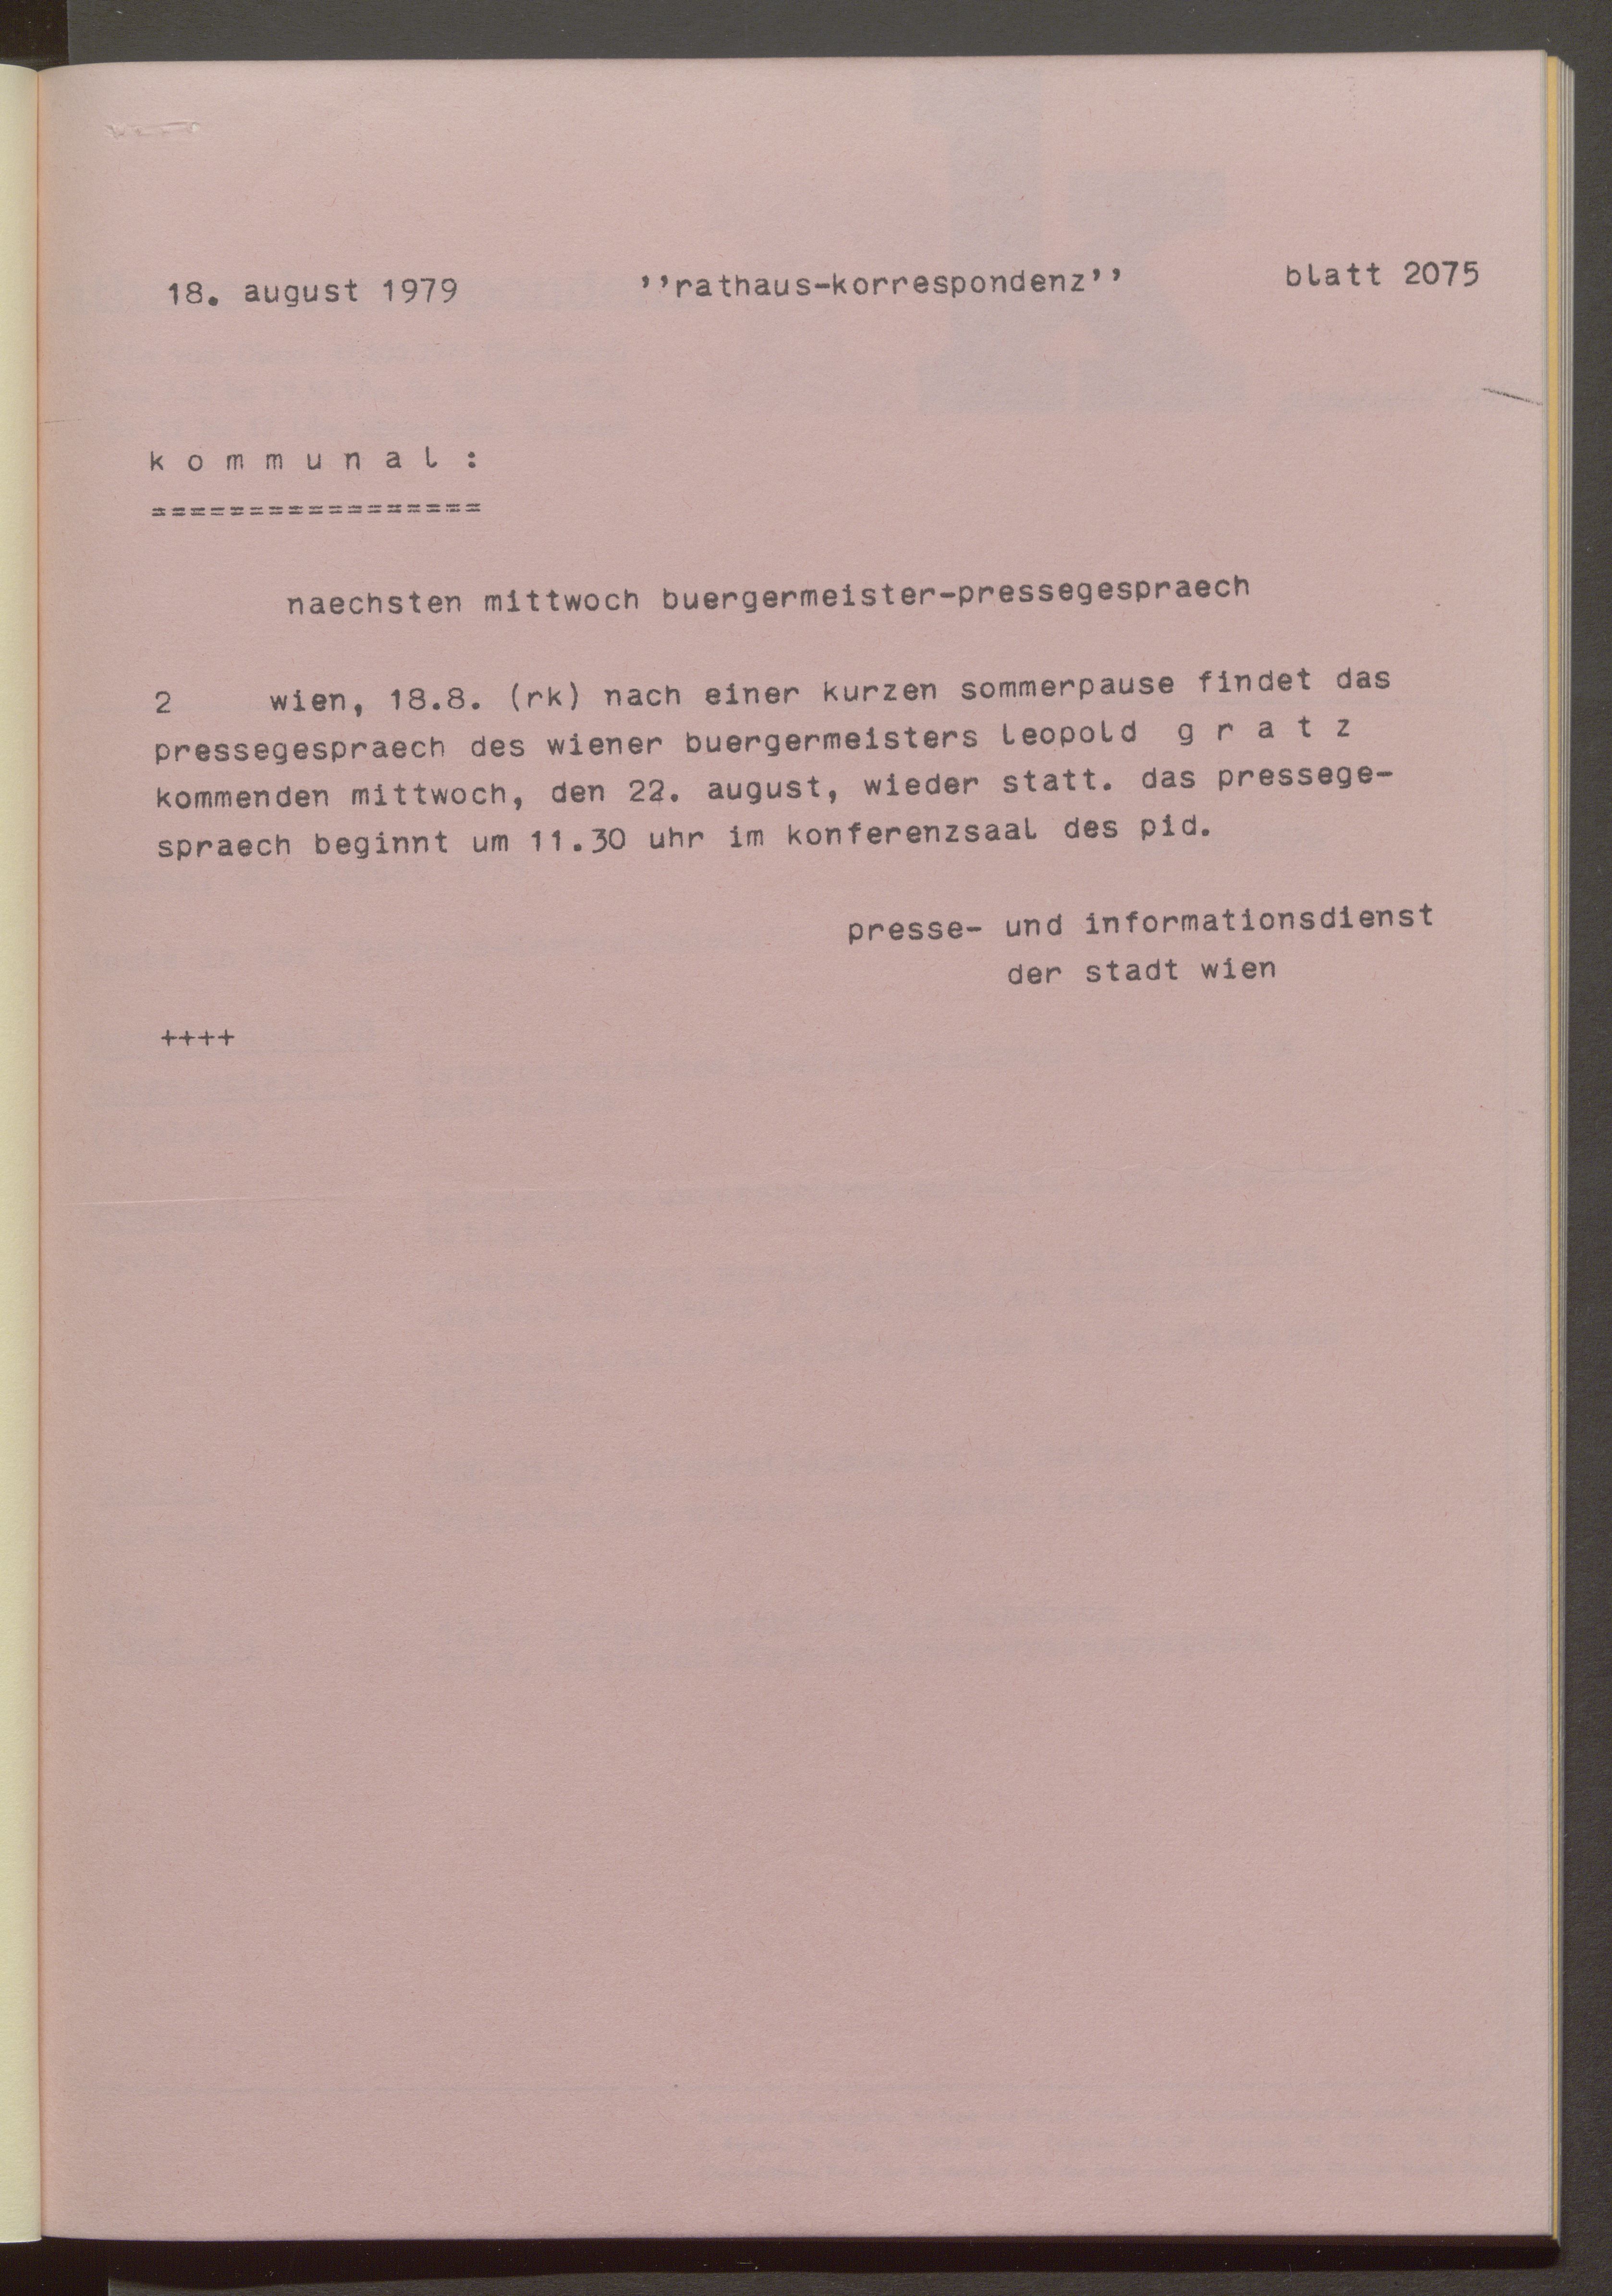 18. august 1979 ’’rathaus-korrespondenz’’ blatt 2075
k o m m u n a l :
=================
naechsten mittwoch buergermeister-pressegespraech
2 wien, 18.8. (rk) nach einer kurzen sommerpause findet das
pressegespraech des wiener buergermeisters leopold g r a t z
kommenden mittwoch, den 22. august, wieder statt. das pressege-
spraech beginnt um 11.30 uhr im konferenzsaal des pid.
presse- und informationsdienst
der stadt wien
++++